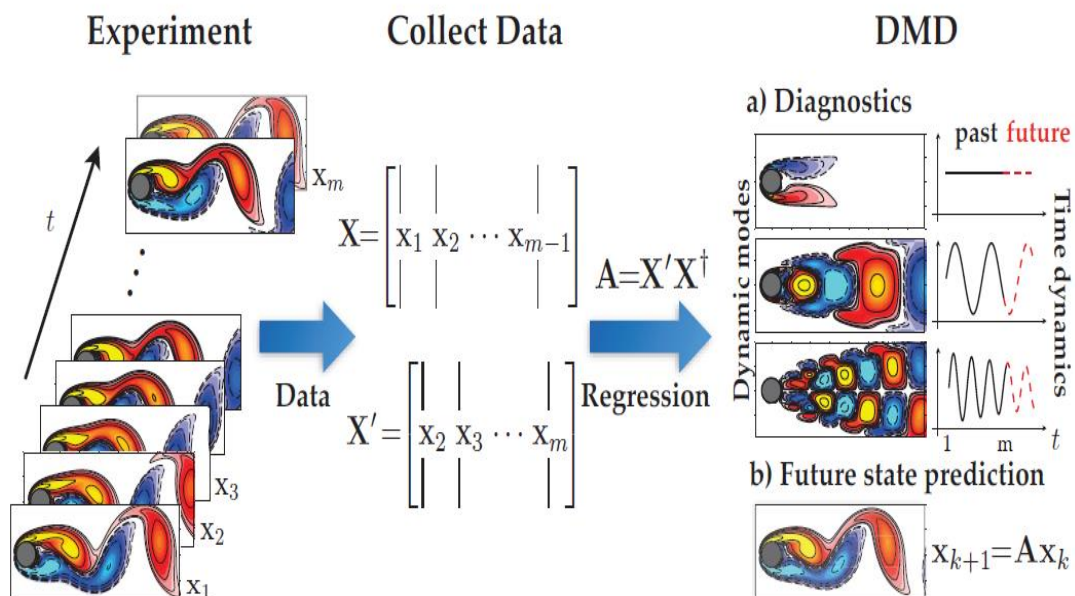 Experiment
Collect Data
DMD
t
x_m
x_3
x_2
x_1
Data
X= [x_1 x_2 ⋯ x_{m−1}]
X′= [x_2 x_3 ⋯ x_m]
A=X′X†
Regression
a) Diagnostics
Dynamic modes
past future
Time dynamics
1 m t
b) Future state prediction
x_{k+1}=Ax_k